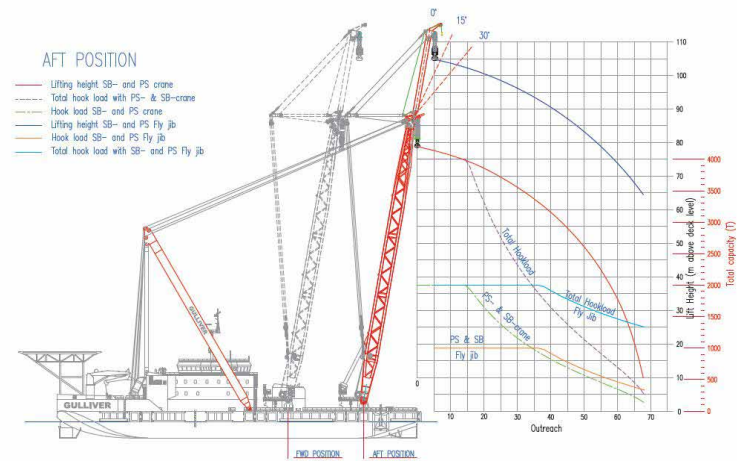 0°
15°
30°
AFT POSITION
Lifting height SB- and PS crane
Total hook load with PS- & SB-crane
Hook load SB- and PS crane
Lifting height SB- and PS Fly jib
Hook load SB- and PS Fly jib
Total hook load with SB- and PS Fly jib
110
100
90
80
70
60
50
40
30
20
10
0
Lift Height (m above deck level)
4000
3500
3000
2500
2000
1500
1000
500
0
Total capacity (T)
Total Hookload
Total Hookload
Fly Jib
PS- & SB-crane
PS & SB
Fly jib
0
10 20 30 40 50 60 70
Outreach
GULLIVER
GULLIVER
FWD POSITION
AFT POSITION